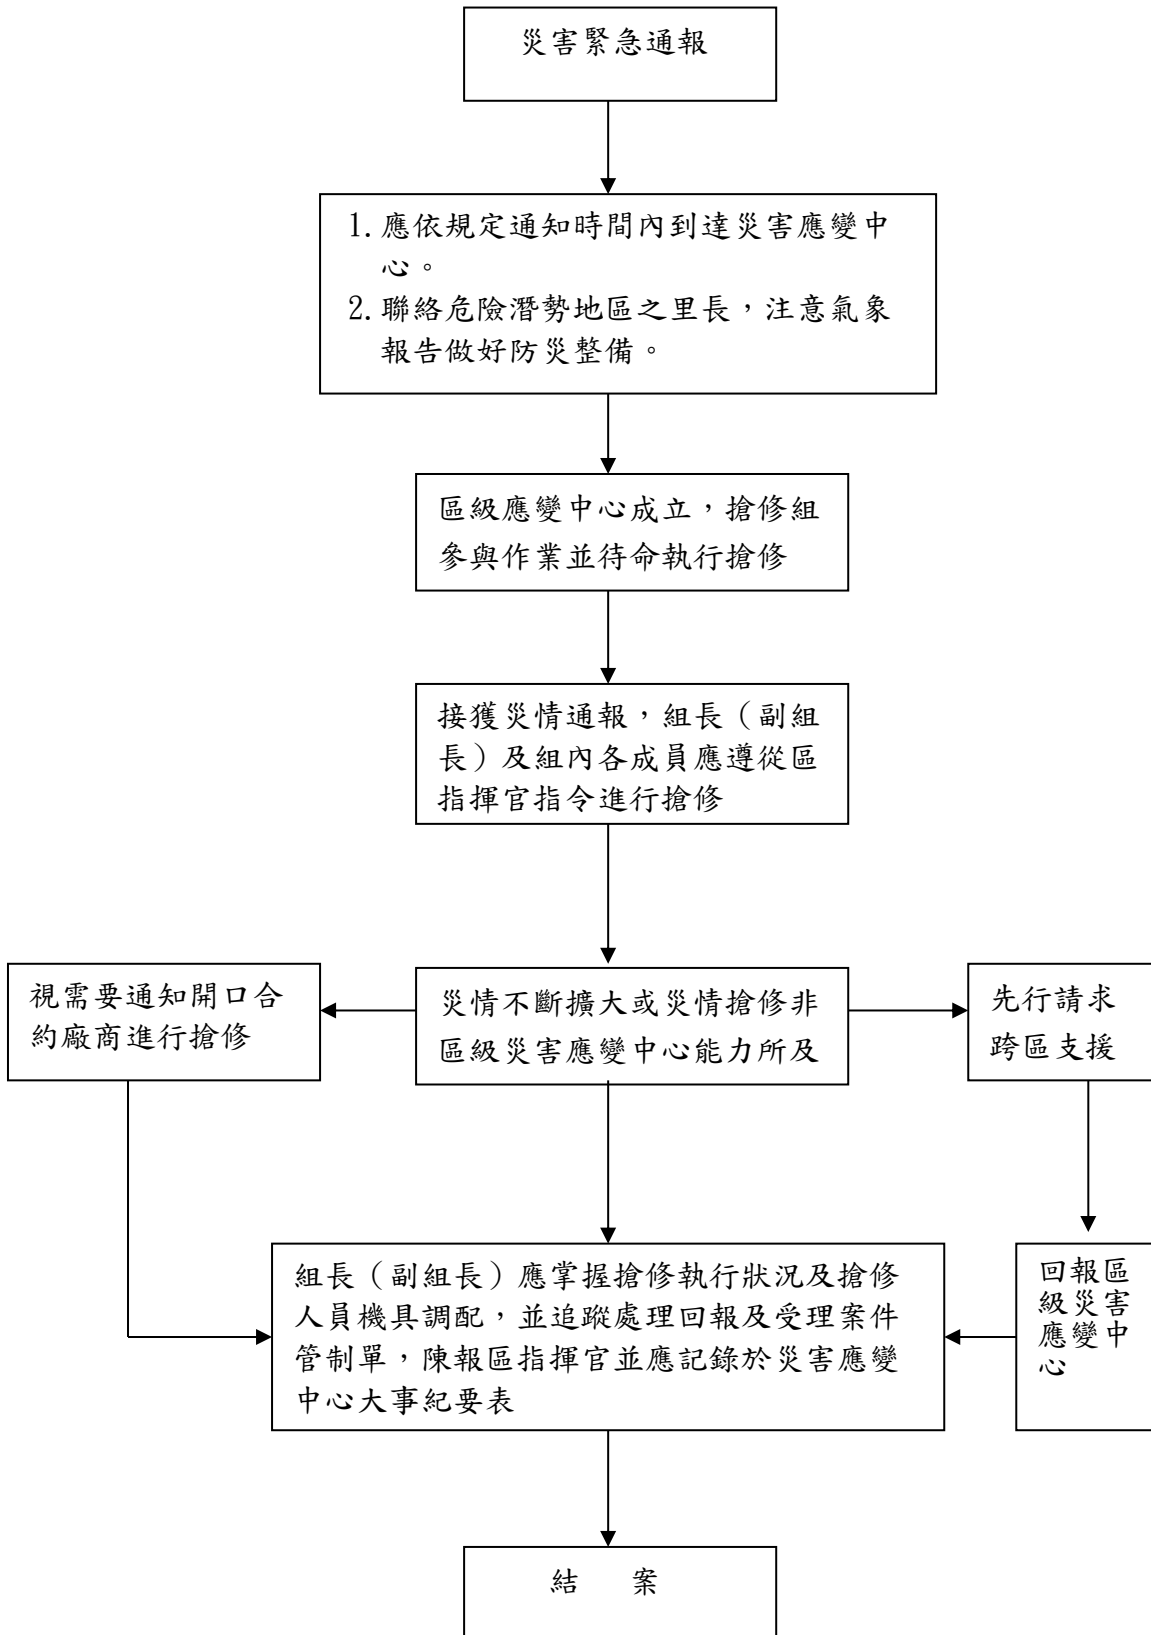 災害緊急通報
1. 應依規定通知時間內到達災害應變中
心。
2. 聯絡危險潛勢地區之里長，注意氣象
報告做好防災整備。
區級應變中心成立，搶修組
參與作業並待命執行搶修
接獲災情通報，組長（副組
長）及組內各成員應遵從區
指揮官指令進行搶修
視需要通知開口合
約廠商進行搶修
災情不斷擴大或災情搶修非
區級災害應變中心能力所及
先行請求
跨區支援
組長（副組長）應掌握搶修執行狀況及搶修
人員機具調配，並追蹤處理回報及受理案件
管制單，陳報區指揮官並應記錄於災害應變
中心大事紀要表
回報區
級災害
應變中
心
結　案